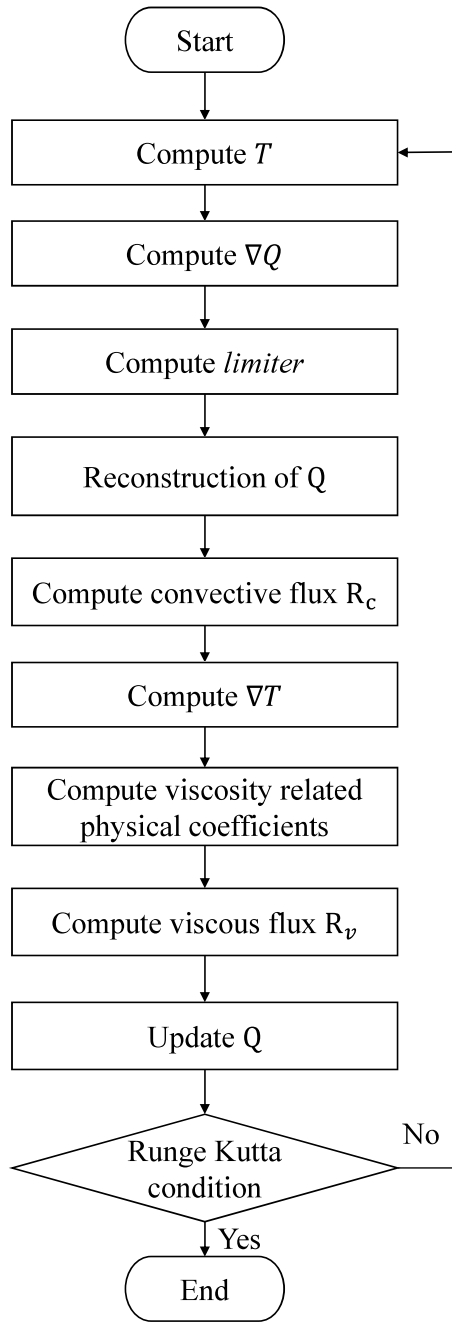 Start
Compute T
Compute ∇Q
Compute limiter
Reconstruction of Q
Compute convective flux R_c
Compute ∇T
Compute viscosity related
physical coefficients
Compute viscous flux R_v
Update Q
Runge Kutta
condition
No
Yes
End